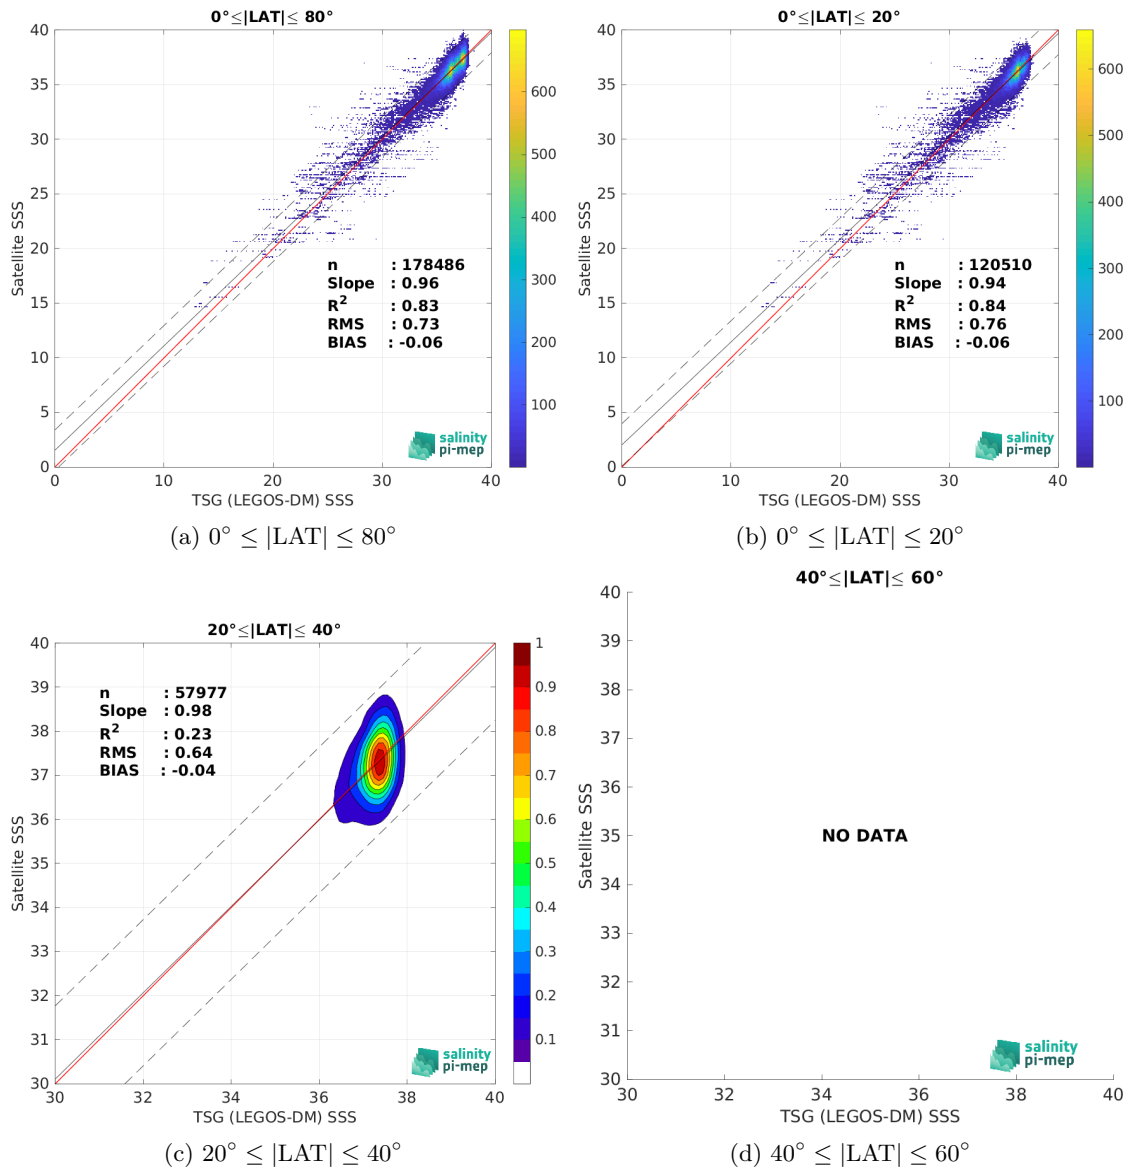 0°≤|LAT|≤ 80°
40
35
30
25
20
15
10
5
0
0
10
20
30
40
Satellite SSS
TSG (LEGOS-DM) SSS
n : 178486
Slope : 0.96
R² : 0.83
RMS : 0.73
BIAS : -0.06
salinity
pi-mep
600
500
400
300
200
100
(a) 0° ≤ |LAT| ≤ 80°
0°≤|LAT|≤ 20°
40
35
30
25
20
15
10
5
0
0
10
20
30
40
Satellite SSS
TSG (LEGOS-DM) SSS
n : 120510
Slope : 0.94
R² : 0.84
RMS : 0.76
BIAS : -0.06
salinity
pi-mep
600
500
400
300
200
100
(b) 0° ≤ |LAT| ≤ 20°
20°≤|LAT|≤ 40°
40
39
38
37
36
35
34
33
32
31
30
30
32
34
36
38
40
Satellite SSS
TSG (LEGOS-DM) SSS
n : 57977
Slope : 0.98
R² : 0.23
RMS : 0.64
BIAS : -0.04
salinity
pi-mep
1
0.9
0.8
0.7
0.6
0.5
0.4
0.3
0.2
0.1
(c) 20° ≤ |LAT| ≤ 40°
40°≤|LAT|≤ 60°
40
39
38
37
36
35
34
33
32
31
30
30
32
34
36
38
40
Satellite SSS
TSG (LEGOS-DM) SSS
NO DATA
salinity
pi-mep
(d) 40° ≤ |LAT| ≤ 60°